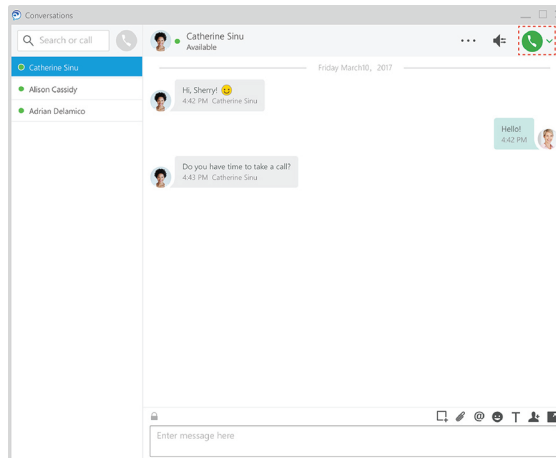 Conversations
Search or call
Catherine Sinu
Available
Catherine Sinu
Alison Cassidy
Adrian Delamico
Friday March10, 2017
Hi, Sherry!
4:42 PM Catherine Sinu
Hello!
4:42 PM
Do you have time to take a call?
4:43 PM Catherine Sinu
@
T
Enter message here